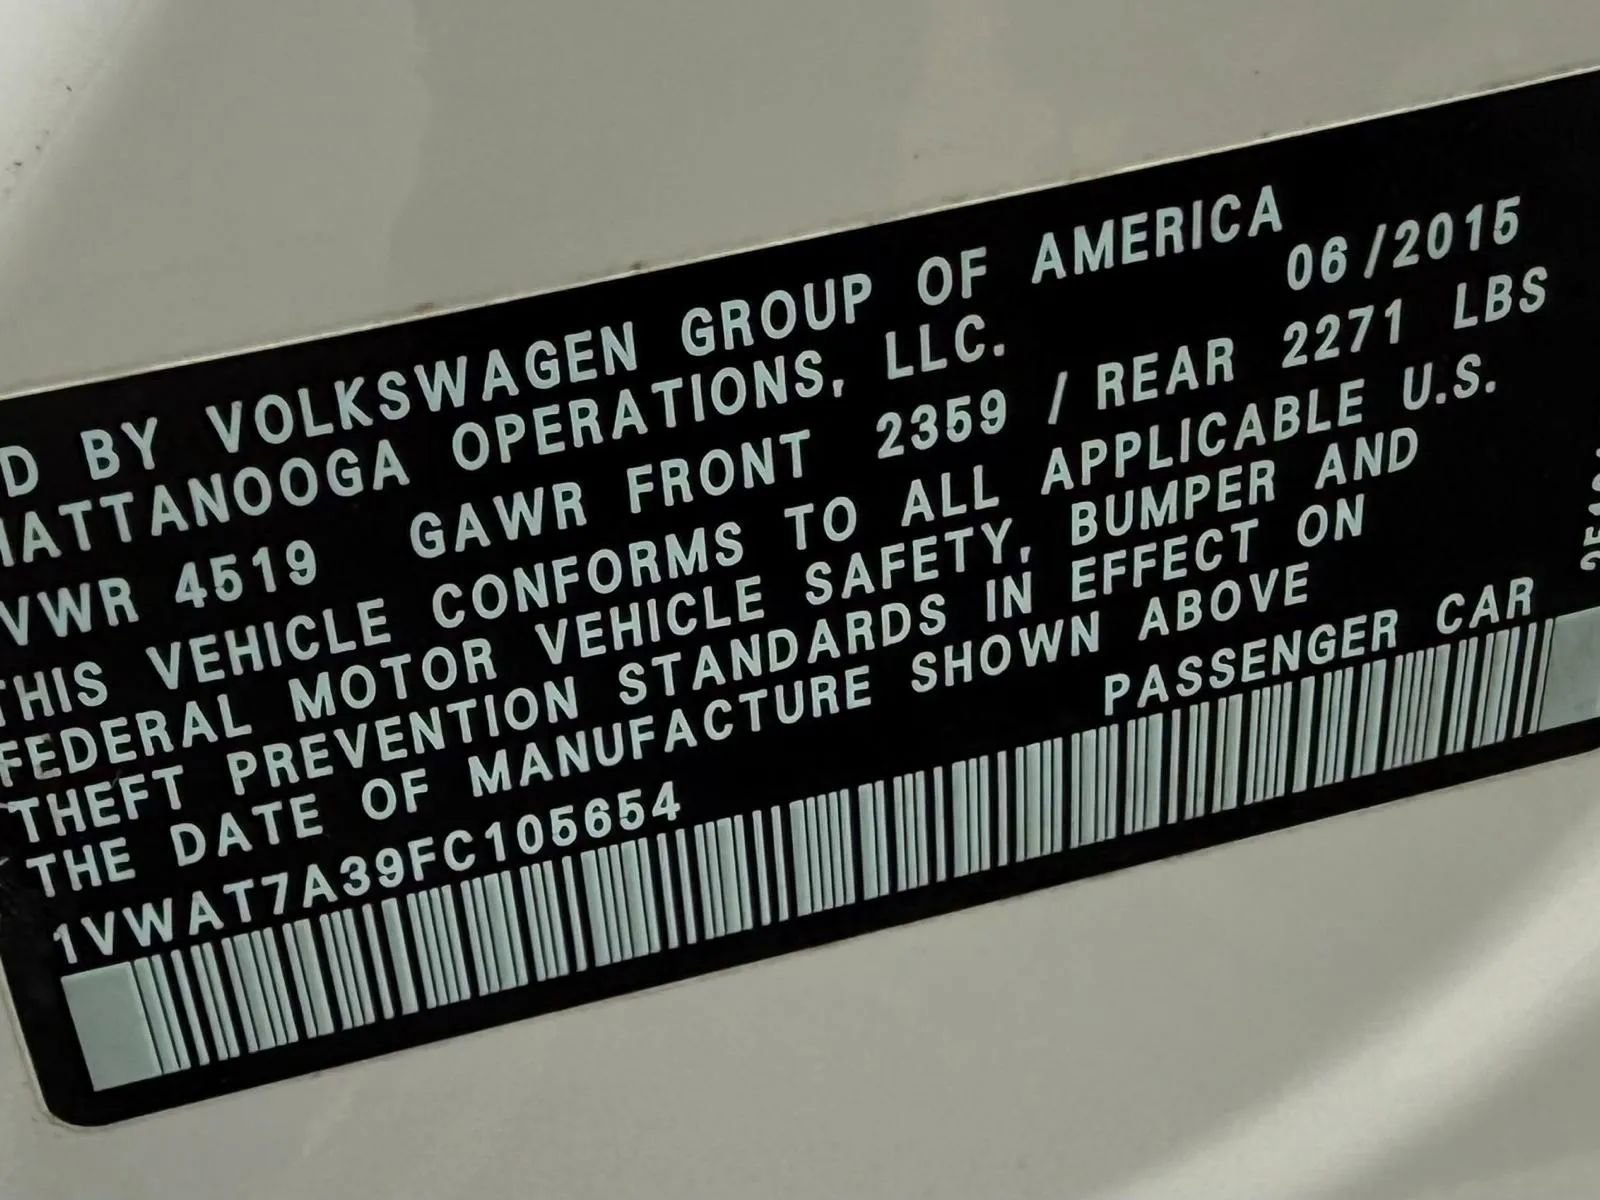 D BY VOLKSWAGEN GROUP OF AMERICA
HATTANOOGA OPERATIONS, LLC. 06/2015
VWR 4519 GAWR FRONT 2359 / REAR 2271 LBS
THIS VEHICLE CONFORMS TO ALL APPLICABLE U.S.
FEDERAL MOTOR VEHICLE SAFETY, BUMPER AND
THEFT PREVENTION STANDARDS IN EFFECT ON
THE DATE OF MANUFACTURE SHOWN ABOVE
1VWAT7A39FC105654 PASSENGER CAR